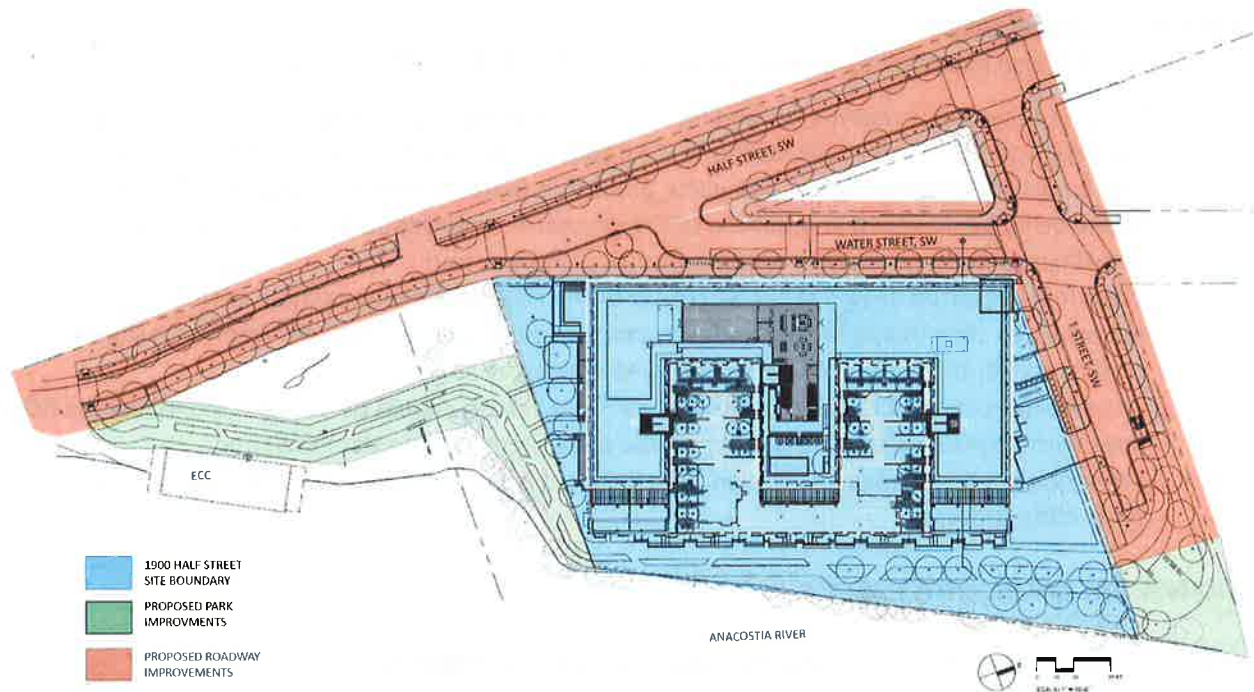 HALF STREET, SW
WATER STREET, SW
T STREET, SW
ECC
1900 HALF STREET
SITE BOUNDARY
PROPOSED PARK
IMPROVMENTS
PROPOSED ROADWAY
IMPROVEMENTS
ANACOSTIA RIVER